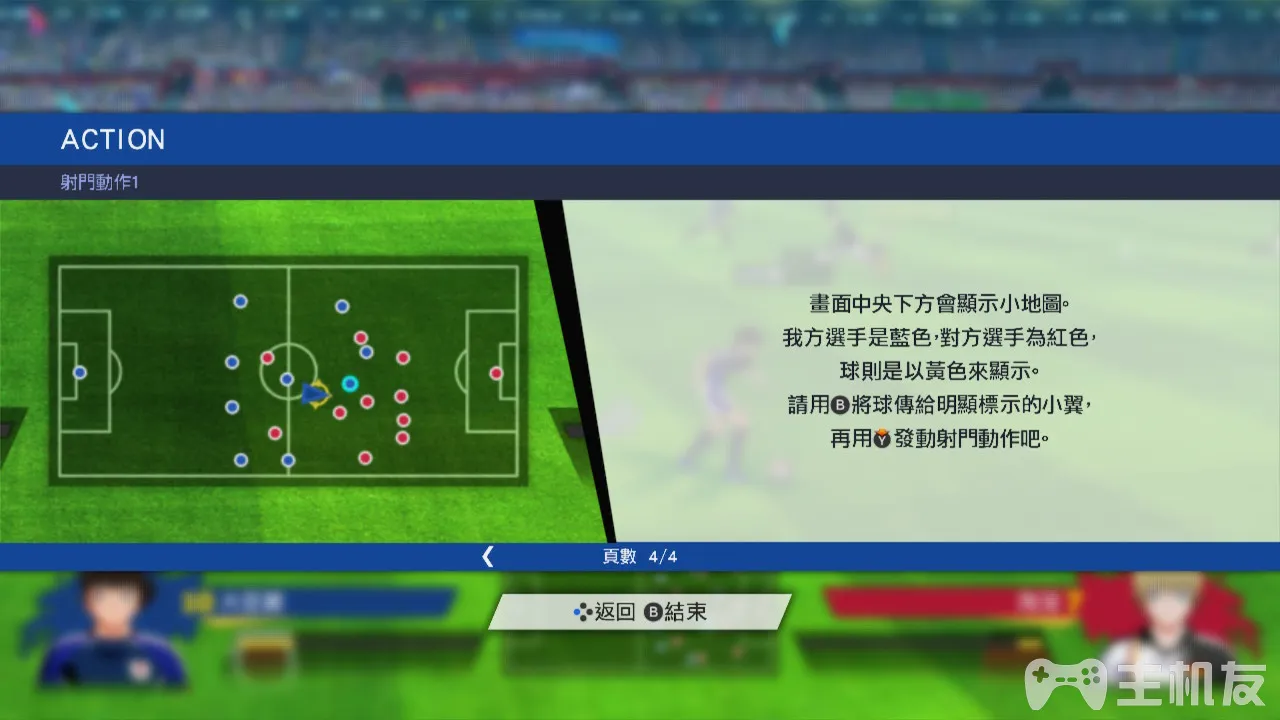 ACTION
射門動作1
畫面中央下方會顯示小地圖。
我方選手是藍色,對方選手為紅色,
球則是以黃色來顯示。
請用B將球傳給明顯標示的小翼,
再用Y發動射門動作吧。
頁數 4/4
返回 B結束
主机友